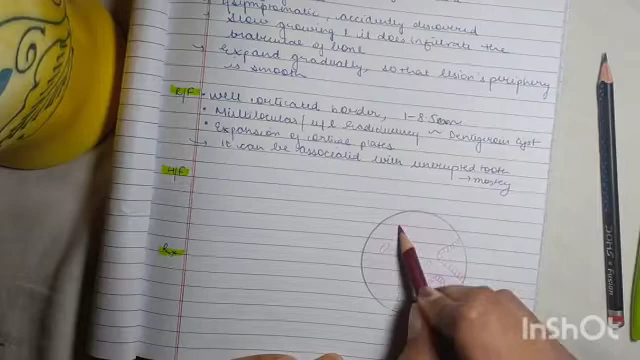 Asymptomatic, accidently discovered
Slow growing & it does infiltrate the
trabeculae of bone
→ Expand gradually, so that lesion's periphery
is smooth
R/F • Well corticated border, 1-8.5cm
• Multilocular / u/l Radiolucency ~ Dentigerous Cyst
• Expansion of cortical plates
→ It can be associated with unerupted tooth
→ mostly
H/F
Rx
InShOt